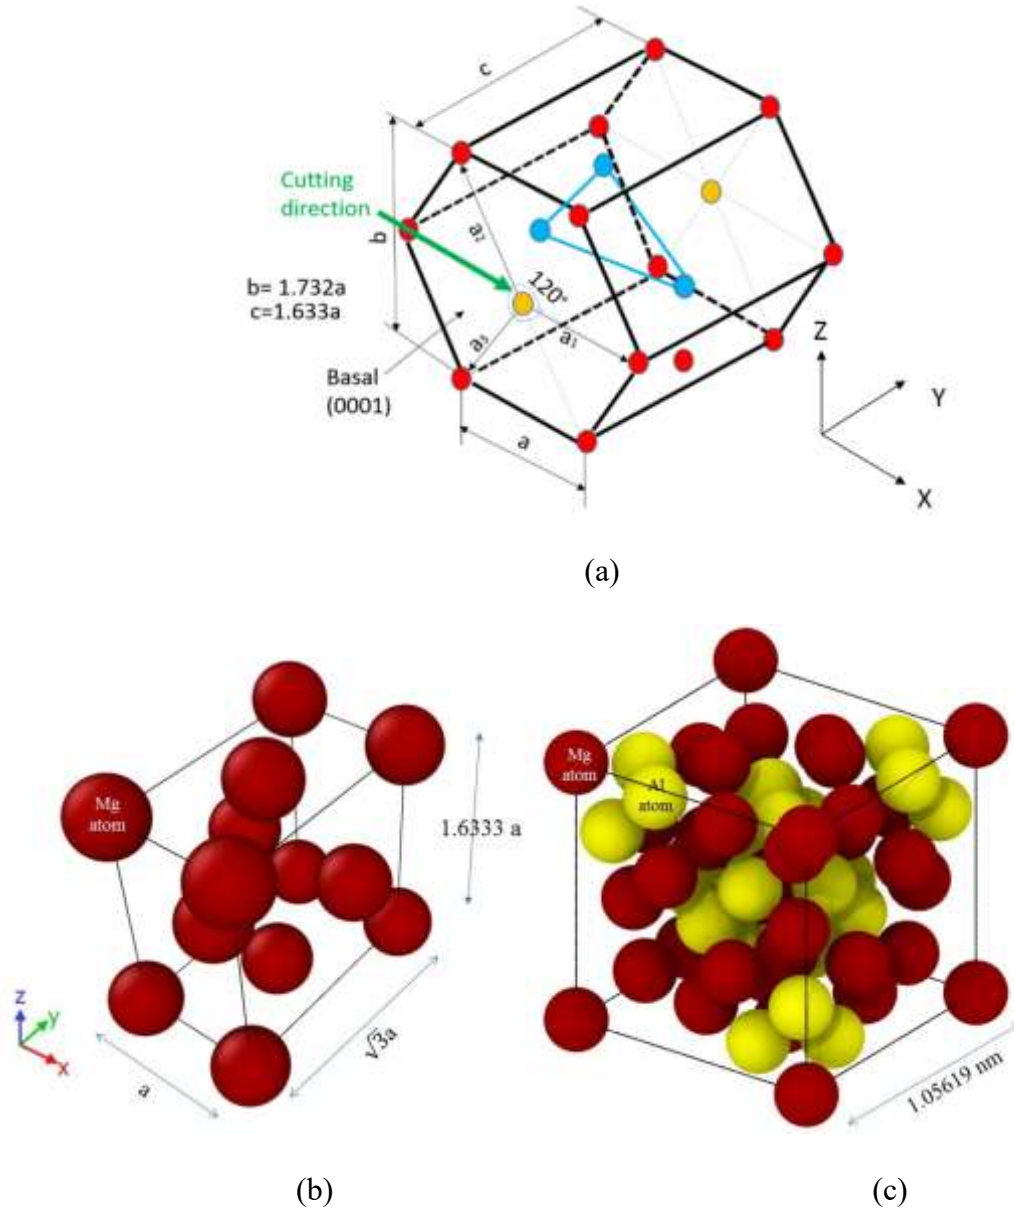 c
Cutting
direction
b
a₂
120°
b= 1.732a
c=1.633a
a₃
a₁
Basal
(0001)
a
Z
Y
X
(a)
Mg
atom
1.6333 a
Z
Y
X
√3a
a
(b)
Mg
atom
Al
atom
1.05619 nm
(c)